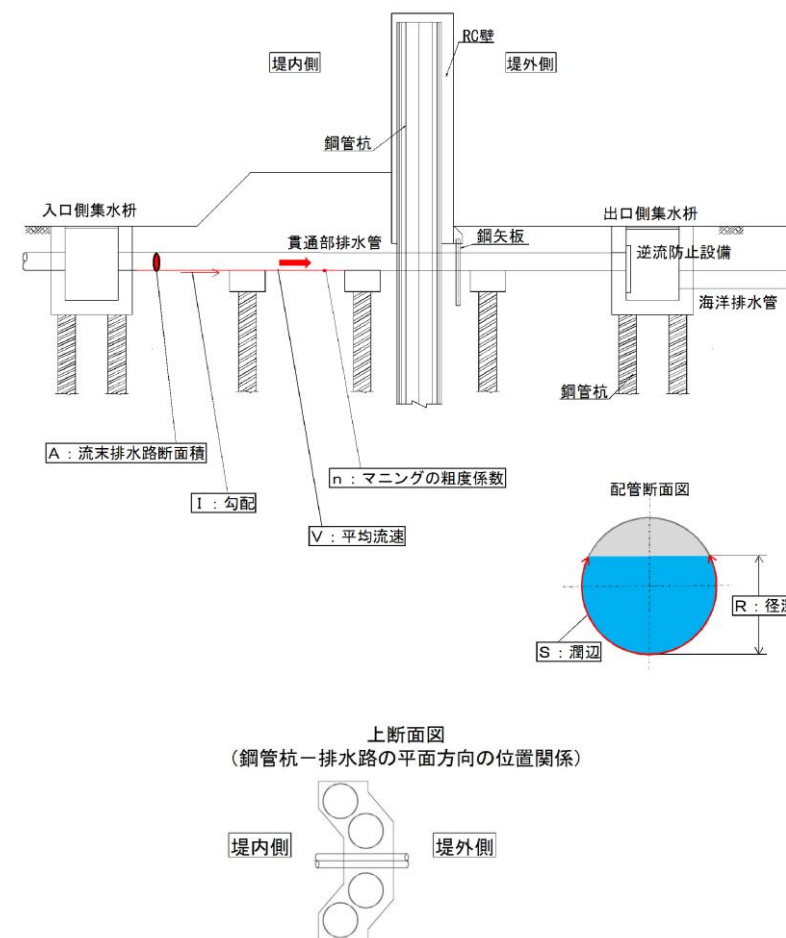 RC壁
堤内側
堤外側
鋼管杭
入口側集水枡
出口側集水枡
貫通部排水管
鋼矢板
逆流防止設備
海洋排水管
鋼管杭
A：流末排水路断面積
I：勾配
n：マニングの粗度係数
V：平均流速
配管断面図
R：径深
S：潤辺
上断面図
（鋼管杭－排水路の平面方向の位置関係）
堤内側
堤外側